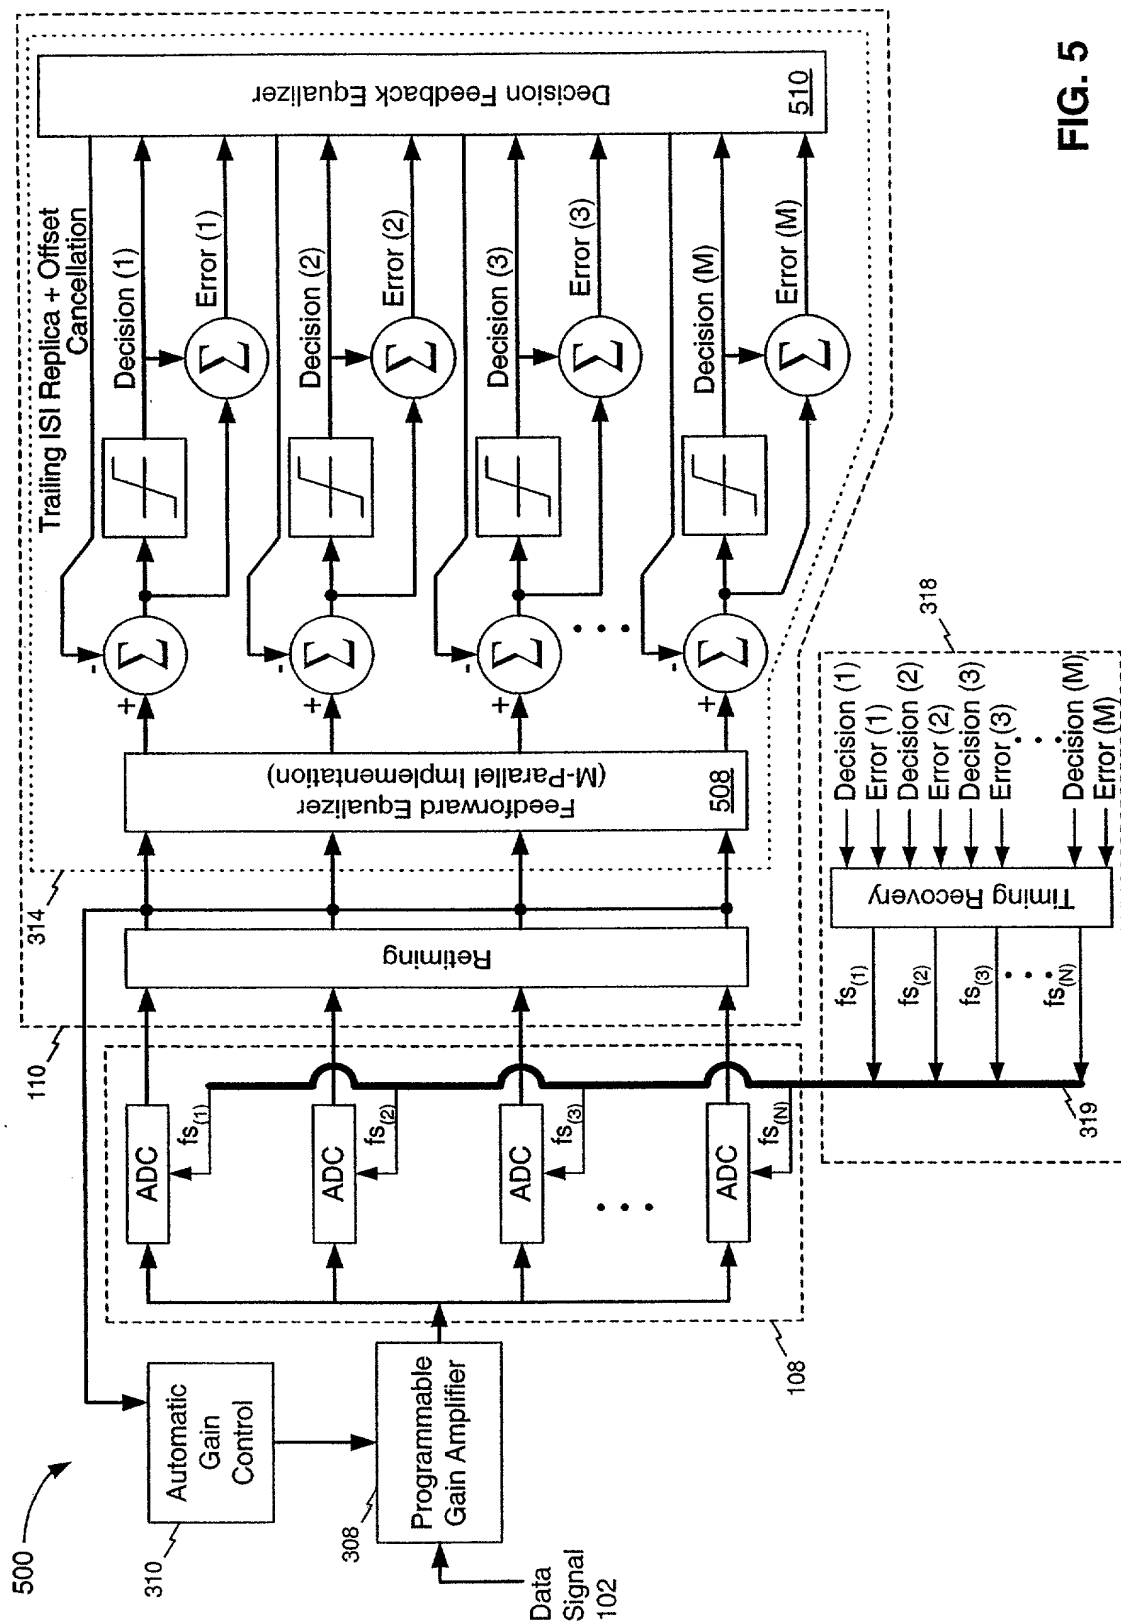 500
310
Automatic
Gain
Control
308
Programmable
Gain Amplifier
Data
Signal
102
108
ADC
fs(1)
ADC
fs(2)
ADC
fs(3)
• • •
ADC
fs(N)
110
Retiming
314
Feedforward Equalizer
(M-Parallel Implementation)
508
+
-
Σ
+
-
Σ
+
-
Σ
• • •
+
-
Σ
Trailing ISI Replica + Offset
Cancellation
Decision (1)
Σ
Error (1)
Decision (2)
Σ
Error (2)
Decision (3)
Σ
Error (3)
Decision (M)
Σ
Error (M)
Decision Feedback Equalizer
510
318
Decision (1)
Error (1)
Decision (2)
Error (2)
Decision (3)
Error (3)
• • •
Decision (M)
Error (M)
Timing Recovery
fs(1)
fs(2)
fs(3)
• • •
fs(N)
319
FIG. 5